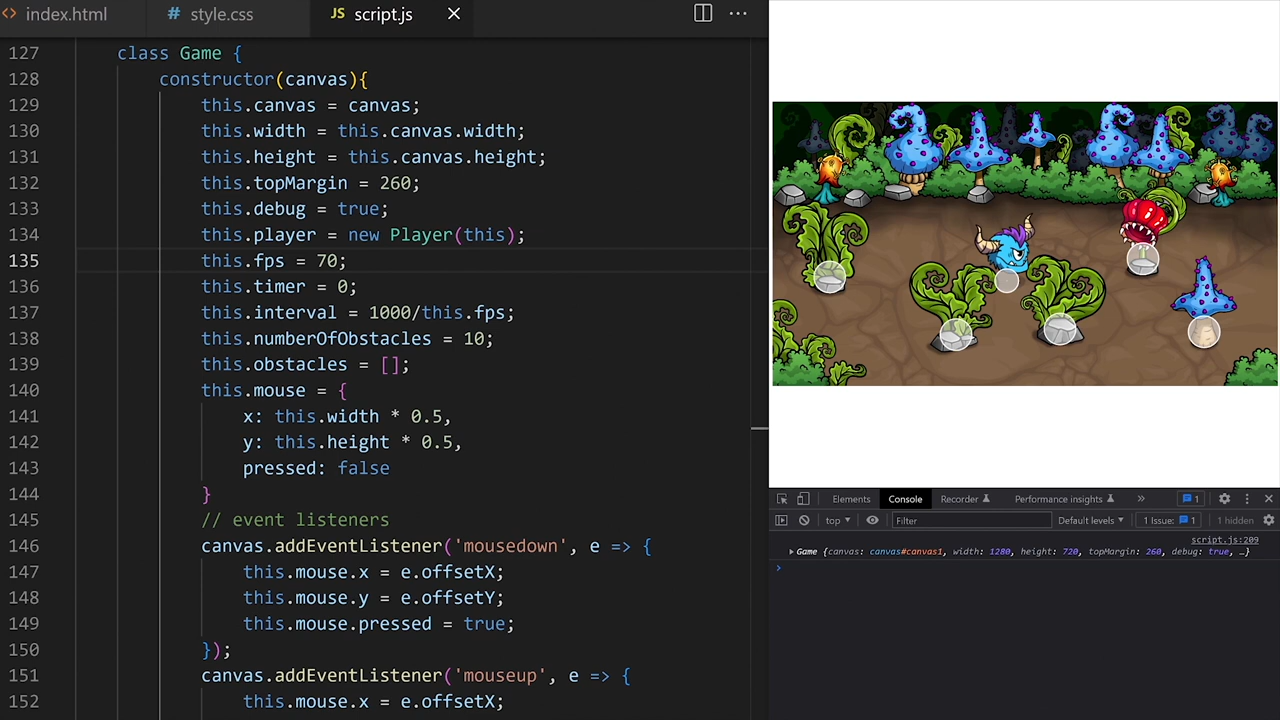 index.html
# style.css
JS script.js
127 class Game {
128 constructor(canvas){
129 this.canvas = canvas;
130 this.width = this.canvas.width;
131 this.height = this.canvas.height;
132 this.topMargin = 260;
133 this.debug = true;
134 this.player = new Player(this);
135 this.fps = 70;
136 this.timer = 0;
137 this.interval = 1000/this.fps;
138 this.numberOfObstacles = 10;
139 this.obstacles = [];
140 this.mouse = {
141 x: this.width * 0.5,
142 y: this.height * 0.5,
143 pressed: false
144 }
145 // event listeners
146 canvas.addEventListener('mousedown', e => {
147 this.mouse.x = e.offsetX;
148 this.mouse.y = e.offsetY;
149 this.mouse.pressed = true;
150 });
151 canvas.addEventListener('mouseup', e => {
152 this.mouse.x = e.offsetX;
Elements Console Recorder Performance insights » 1
top Filter Default levels 1 Issue: 1 1 hidden
script.js:209
Game {canvas: canvas#canvas1, width: 1280, height: 720, topMargin: 260, debug: true, …}